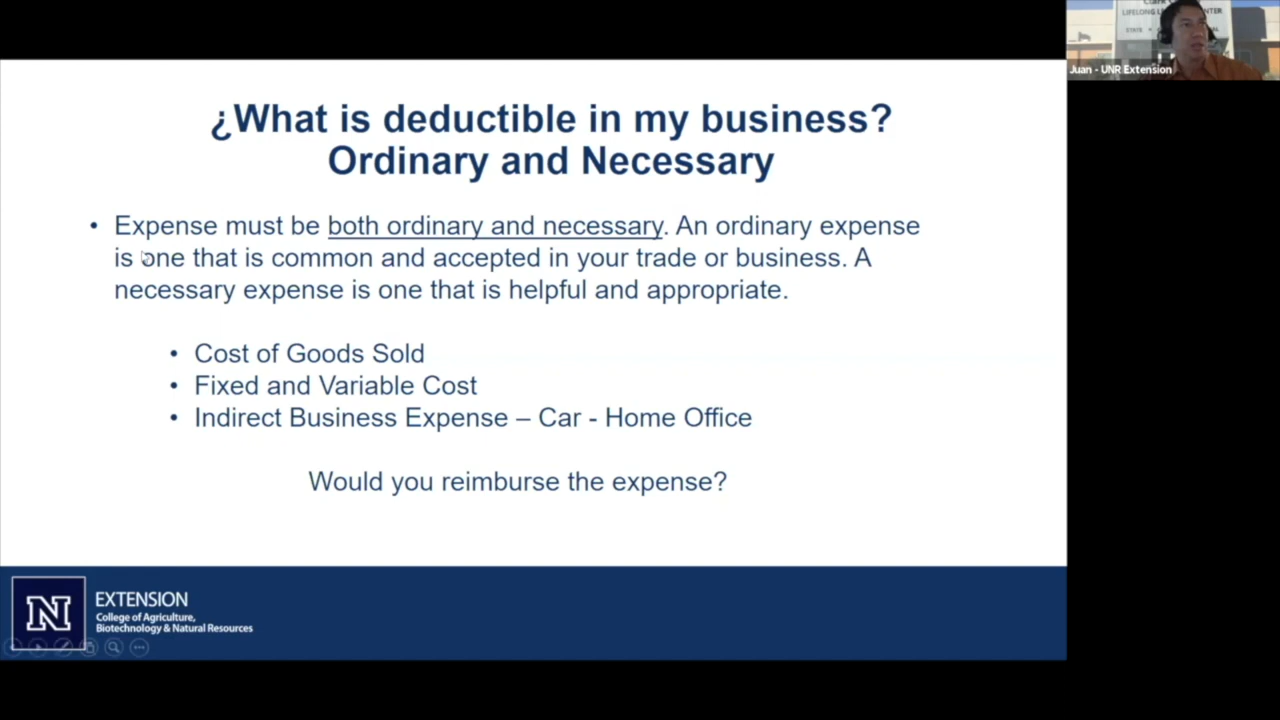 LIFELONG
NTER
STATE
Juan - UNR Extension
¿What is deductible in my business?
Ordinary and Necessary
• Expense must be both ordinary and necessary. An ordinary expense
is one that is common and accepted in your trade or business. A
necessary expense is one that is helpful and appropriate.
• Cost of Goods Sold
• Fixed and Variable Cost
• Indirect Business Expense – Car - Home Office
Would you reimburse the expense?
N
EXTENSION
College of Agriculture,
Biotechnology & Natural Resources